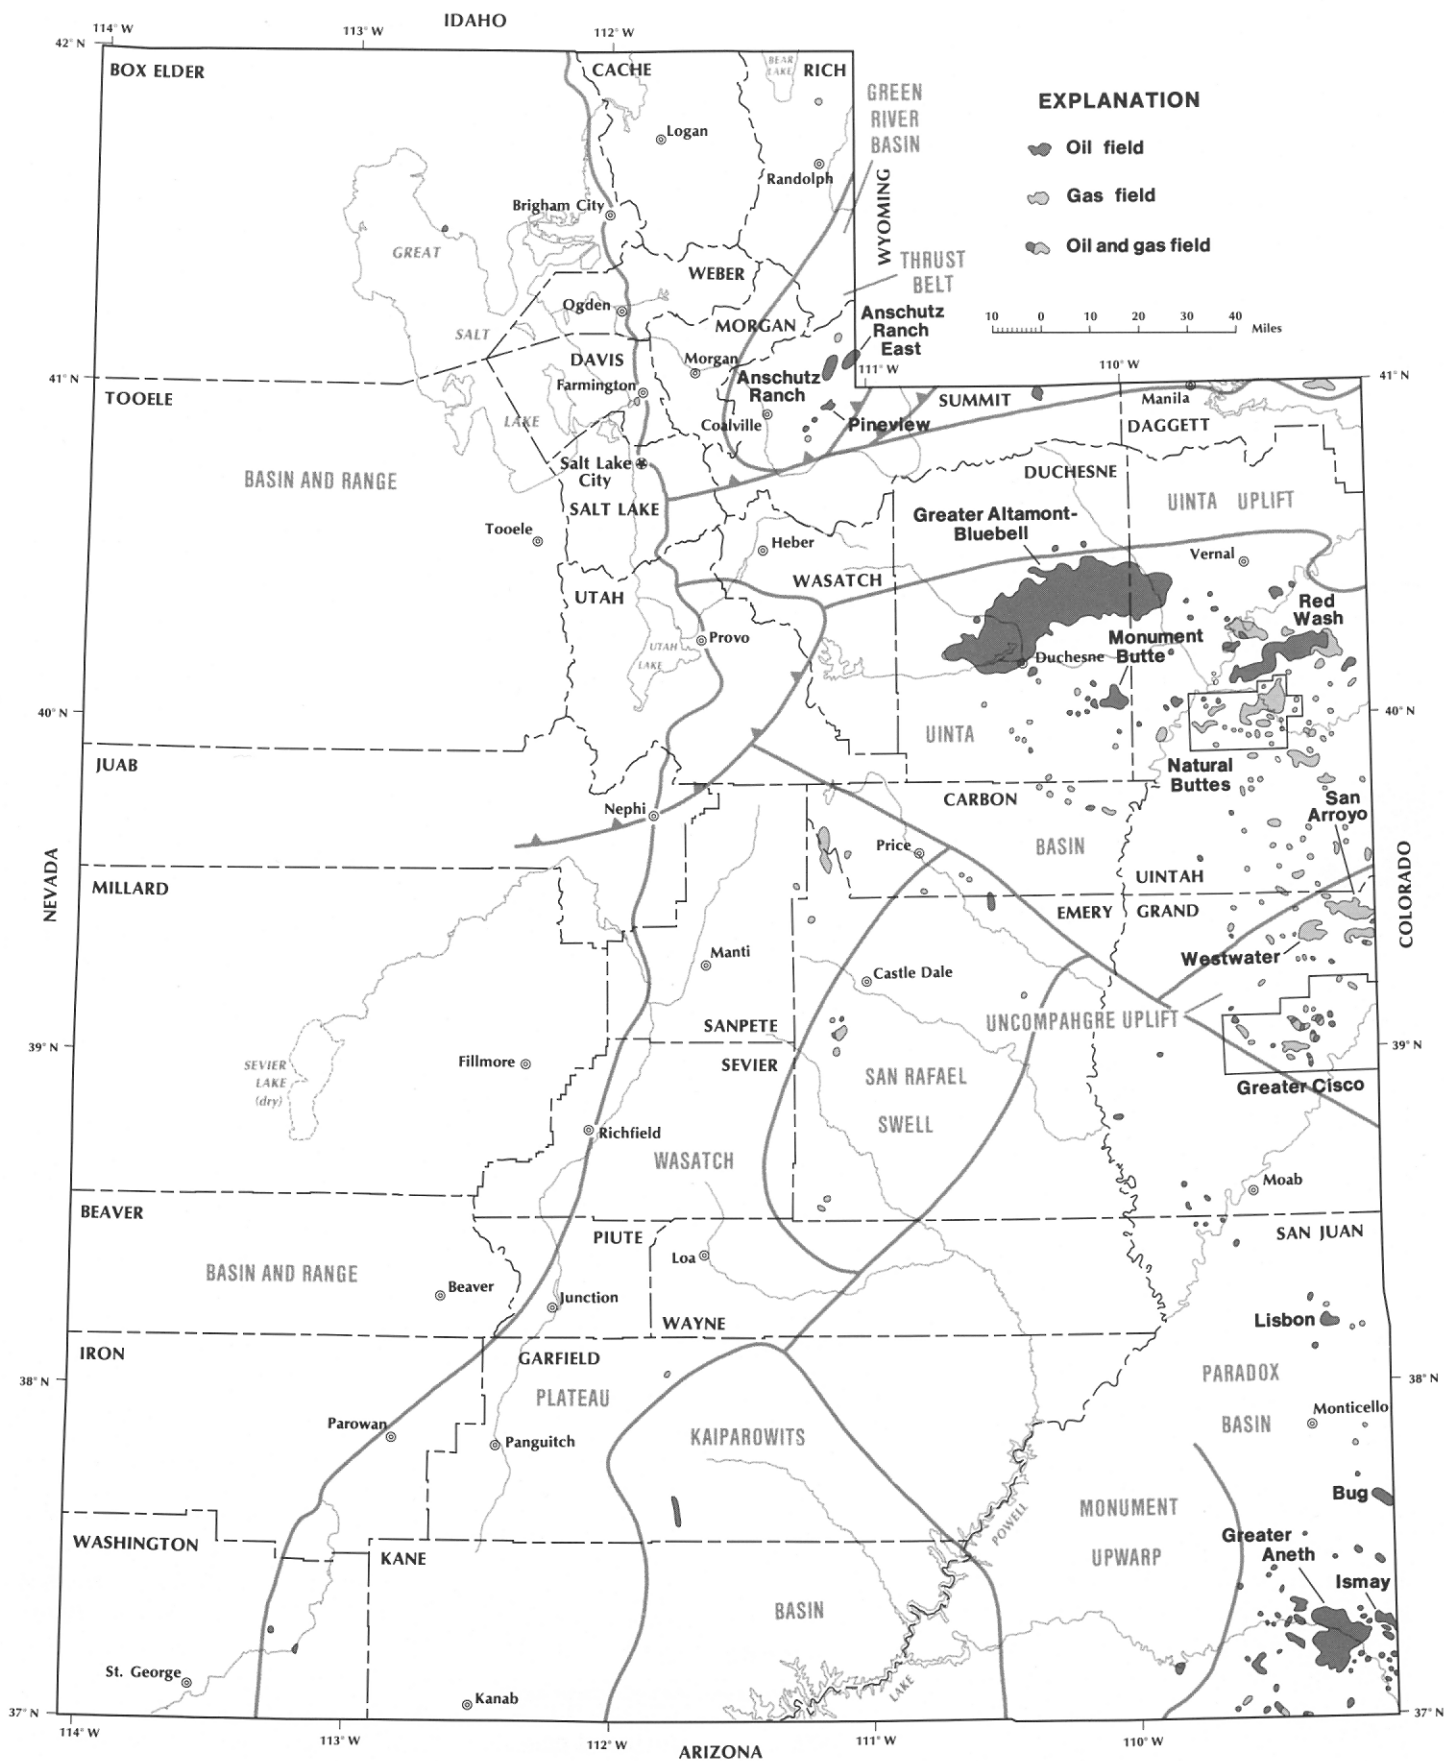 IDAHO
114° W
113° W
112° W
42° N
BOX ELDER
CACHE
BEAR
LAKE
RICH
GREEN
RIVER
BASIN
EXPLANATION
Oil field
Gas field
Oil and gas field
10 0 10 20 30 40 Miles
Logan
Randolph
WYOMING
Brigham City
GREAT
WEBER
THRUST
BELT
Ogden
SALT
MORGAN
Anschutz
Ranch
East
DAVIS
Morgan
41° N
111° W
110° W
41° N
Farmington
Anschutz
Ranch
TOOELE
SUMMIT
Manila
LAKE
Coalville
Pineview
DAGGETT
Salt Lake
City
BASIN AND RANGE
DUCHESNE
UINTA UPLIFT
SALT LAKE
Greater Altamont-
Bluebell
Tooele
Heber
Vernal
WASATCH
UTAH
Red
Wash
Provo
UTAH
LAKE
Monument
Butte
Duchesne
40° N
40° N
UINTA
JUAB
Natural
Buttes
CARBON
San
Arroyo
Nephi
Price
BASIN
NEVADA
COLORADO
MILLARD
UINTAH
EMERY
GRAND
Manti
Westwater
Castle Dale
SANPETE
UNCOMPAHGRE UPLIFT
39° N
39° N
SEVIER
LAKE
(dry)
Fillmore
SEVIER
SAN RAFAEL
SWELL
Greater Cisco
Richfield
WASATCH
Moab
BEAVER
PIUTE
SAN JUAN
Loa
BASIN AND RANGE
Beaver
Junction
WAYNE
Lisbon
IRON
GARFIELD
38° N
38° N
PLATEAU
PARADOX
BASIN
Monticello
Parowan
Panguitch
KAIPAROWITS
Bug
MONUMENT
UPWARP
POWELL
WASHINGTON
KANE
Greater
Aneth
Ismay
BASIN
St. George
Kanab
LAKE
37° N
37° N
114° W
113° W
112° W
111° W
110° W
ARIZONA